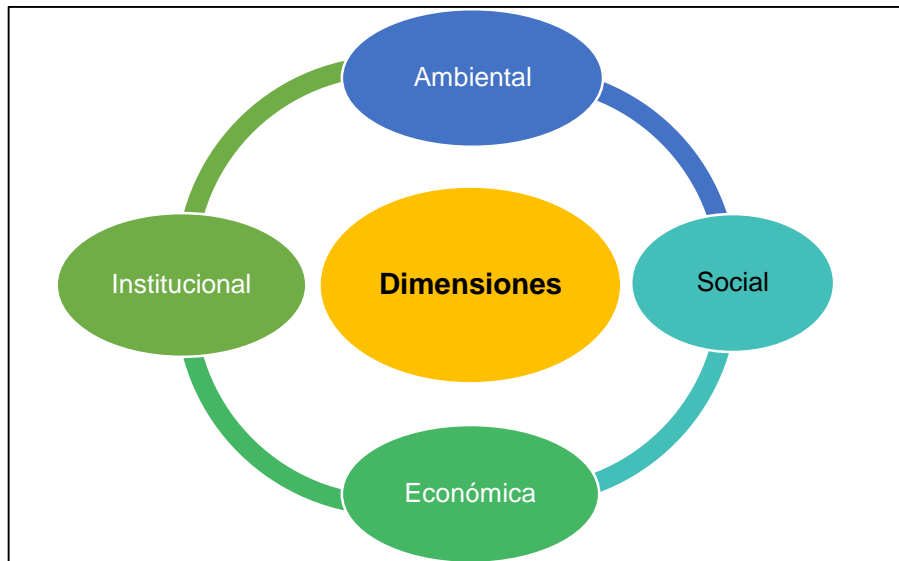 Ambiental
Institucional
Dimensiones
Social
Económica